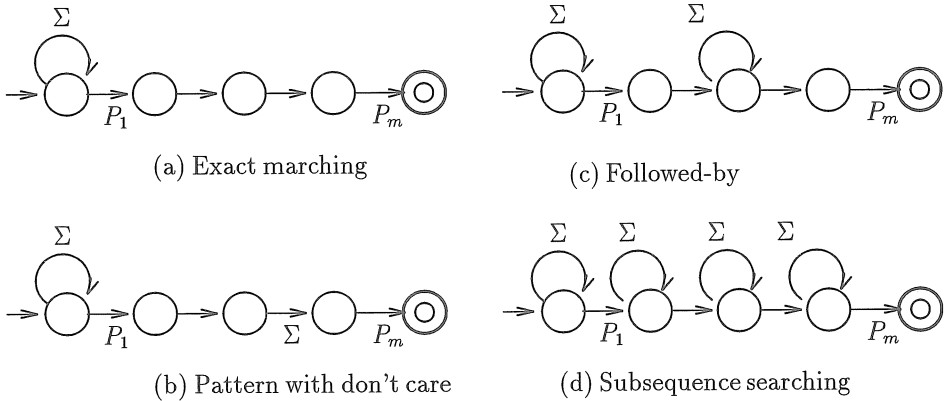 Σ
P1
Pm
(a) Exact marching
Σ Σ
P1
Pm
(c) Followed-by
Σ
P1
Σ
Pm
(b) Pattern with don't care
Σ Σ Σ Σ
P1
Pm
(d) Subsequence searching